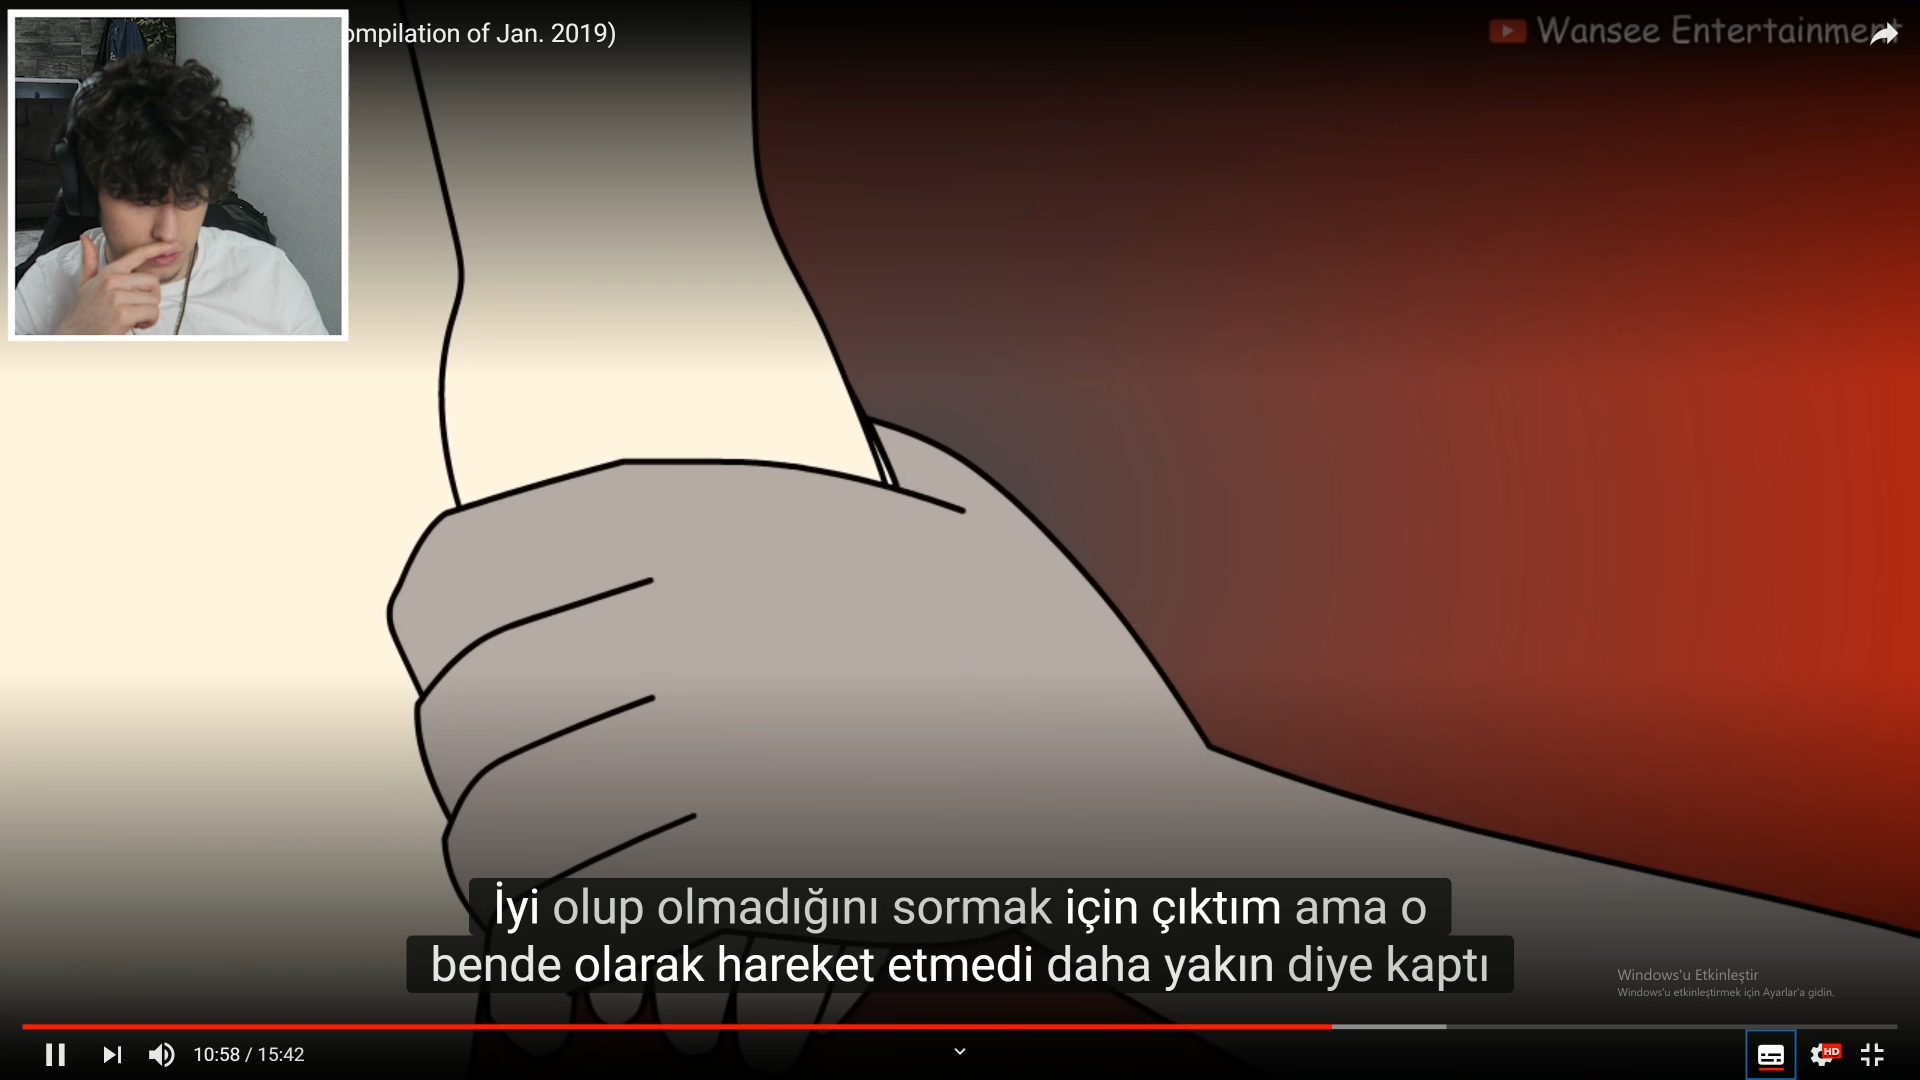 ompilation of Jan. 2019)
Wansee Entertainment
İyi olup olmadığını sormak için çıktım ama o
bende olarak hareket etmedi daha yakın diye kaptı
Windows'u Etkinleştir
Windows'u etkinleştirmek için Ayarlar'a gidin.
10:58 / 15:42
HD